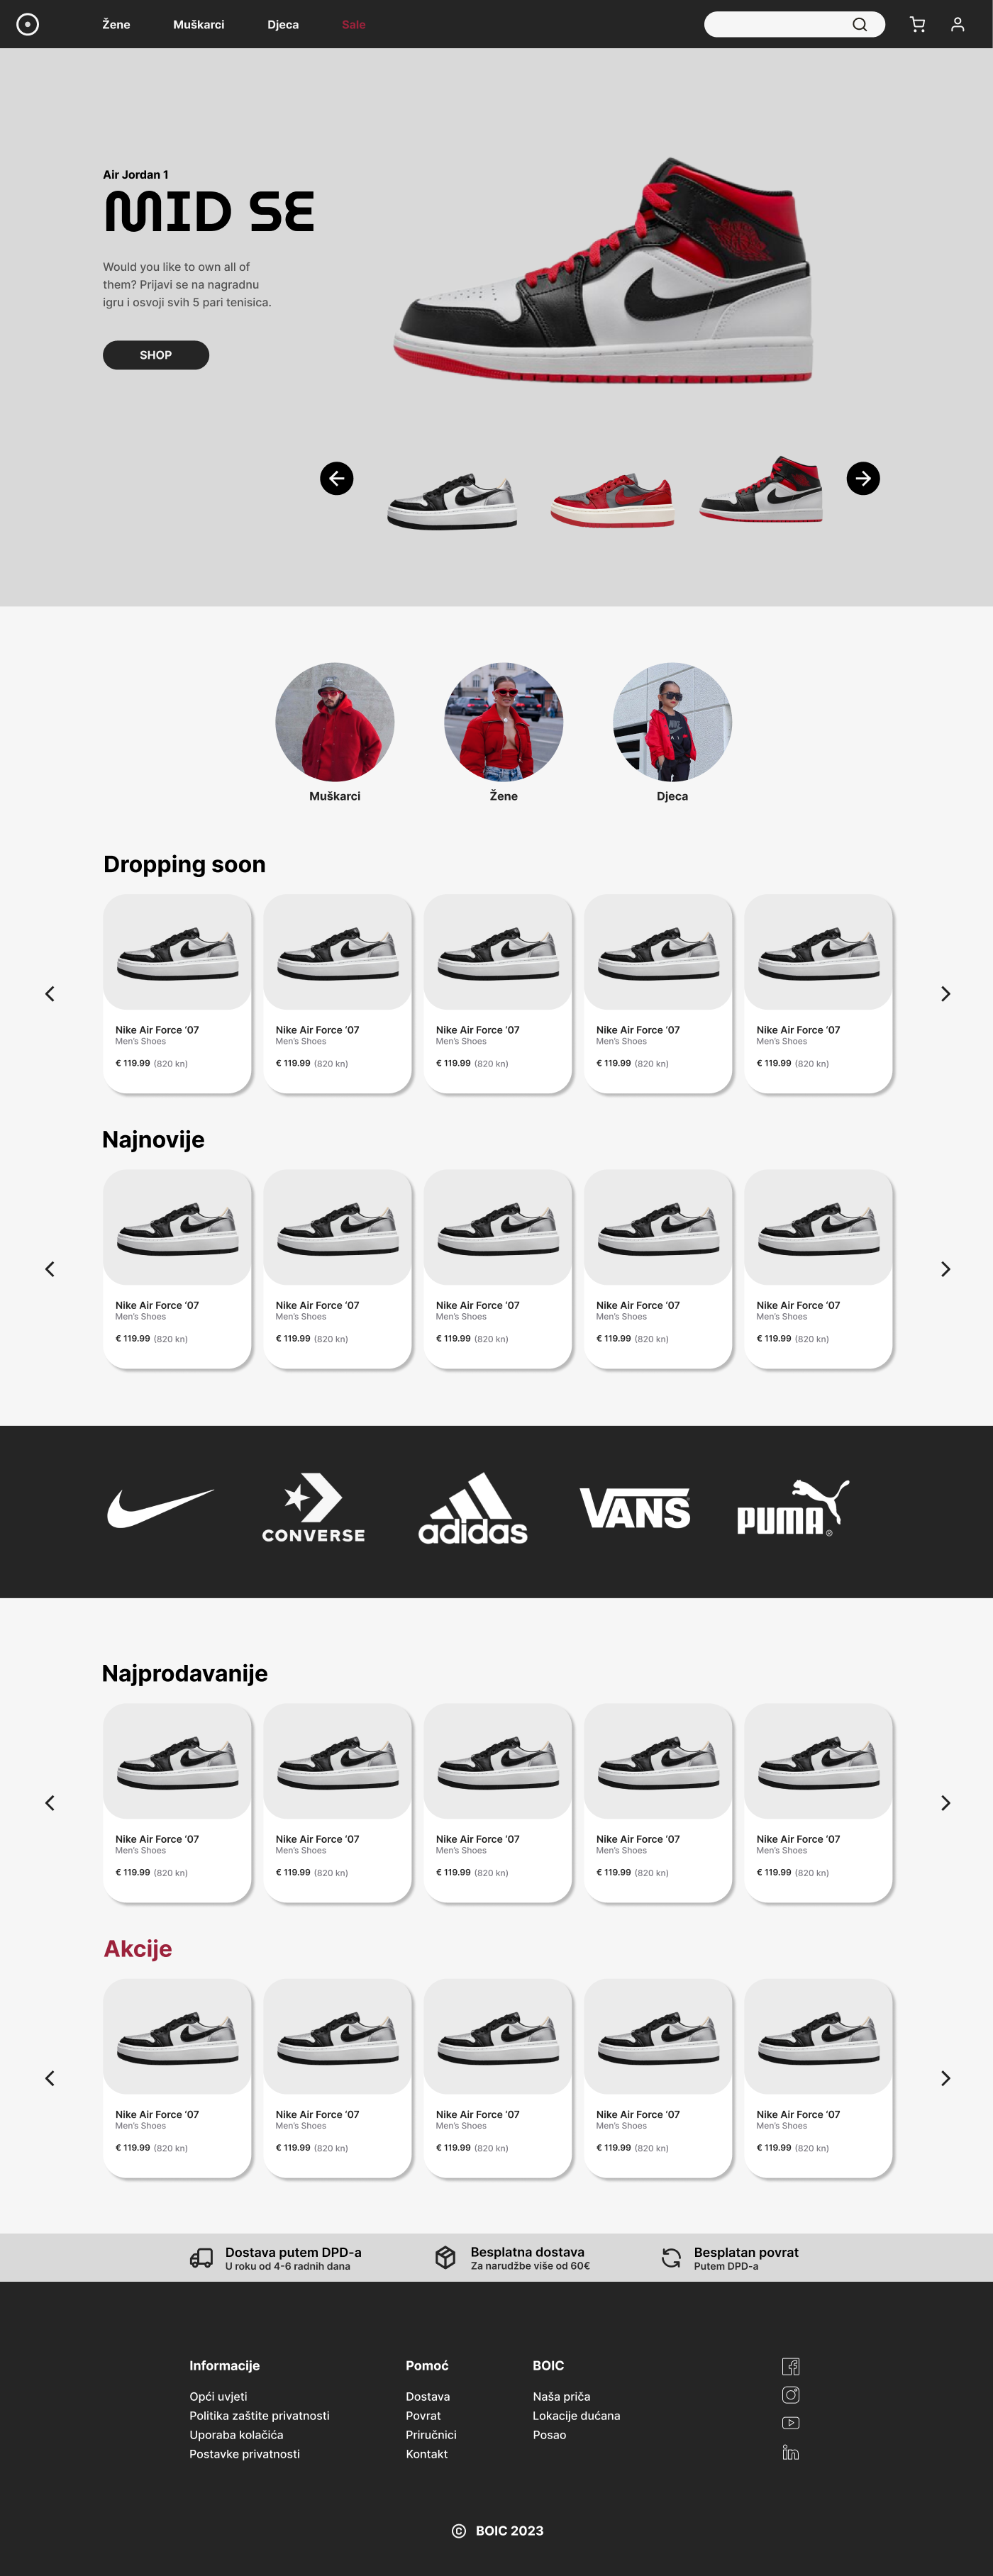 Žene Muškarci Djeca Sale
Air Jordan 1
MID SE
Would you like to own all of
them? Prijavi se na nagradnu
igru i osvoji svih 5 pari tenisica.
SHOP
Muškarci Žene Djeca
Dropping soon
Nike Air Force ‘07 Nike Air Force ‘07 Nike Air Force ‘07 Nike Air Force ‘07 Nike Air Force ‘07
Men’s Shoes Men’s Shoes Men’s Shoes Men’s Shoes Men’s Shoes
€ 119.99 (820 kn) € 119.99 (820 kn) € 119.99 (820 kn) € 119.99 (820 kn) € 119.99 (820 kn)
Najnovije
Nike Air Force ‘07 Nike Air Force ‘07 Nike Air Force ‘07 Nike Air Force ‘07 Nike Air Force ‘07
Men’s Shoes Men’s Shoes Men’s Shoes Men’s Shoes Men’s Shoes
€ 119.99 (820 kn) € 119.99 (820 kn) € 119.99 (820 kn) € 119.99 (820 kn) € 119.99 (820 kn)
CONVERSE adidas VANS PUMA ®
Najprodavanije
Nike Air Force ‘07 Nike Air Force ‘07 Nike Air Force ‘07 Nike Air Force ‘07 Nike Air Force ‘07
Men’s Shoes Men’s Shoes Men’s Shoes Men’s Shoes Men’s Shoes
€ 119.99 (820 kn) € 119.99 (820 kn) € 119.99 (820 kn) € 119.99 (820 kn) € 119.99 (820 kn)
Akcije
Nike Air Force ‘07 Nike Air Force ‘07 Nike Air Force ‘07 Nike Air Force ‘07 Nike Air Force ‘07
Men’s Shoes Men’s Shoes Men’s Shoes Men’s Shoes Men’s Shoes
€ 119.99 (820 kn) € 119.99 (820 kn) € 119.99 (820 kn) € 119.99 (820 kn) € 119.99 (820 kn)
Dostava putem DPD-a
U roku od 4-6 radnih dana
Besplatna dostava
Za narudžbe više od 60€
Besplatan povrat
Putem DPD-a
Informacije
Opći uvjeti
Politika zaštite privatnosti
Uporaba kolačića
Postavke privatnosti
Pomoć
Dostava
Povrat
Priručnici
Kontakt
BOIC
Naša priča
Lokacije dućana
Posao
© BOIC 2023